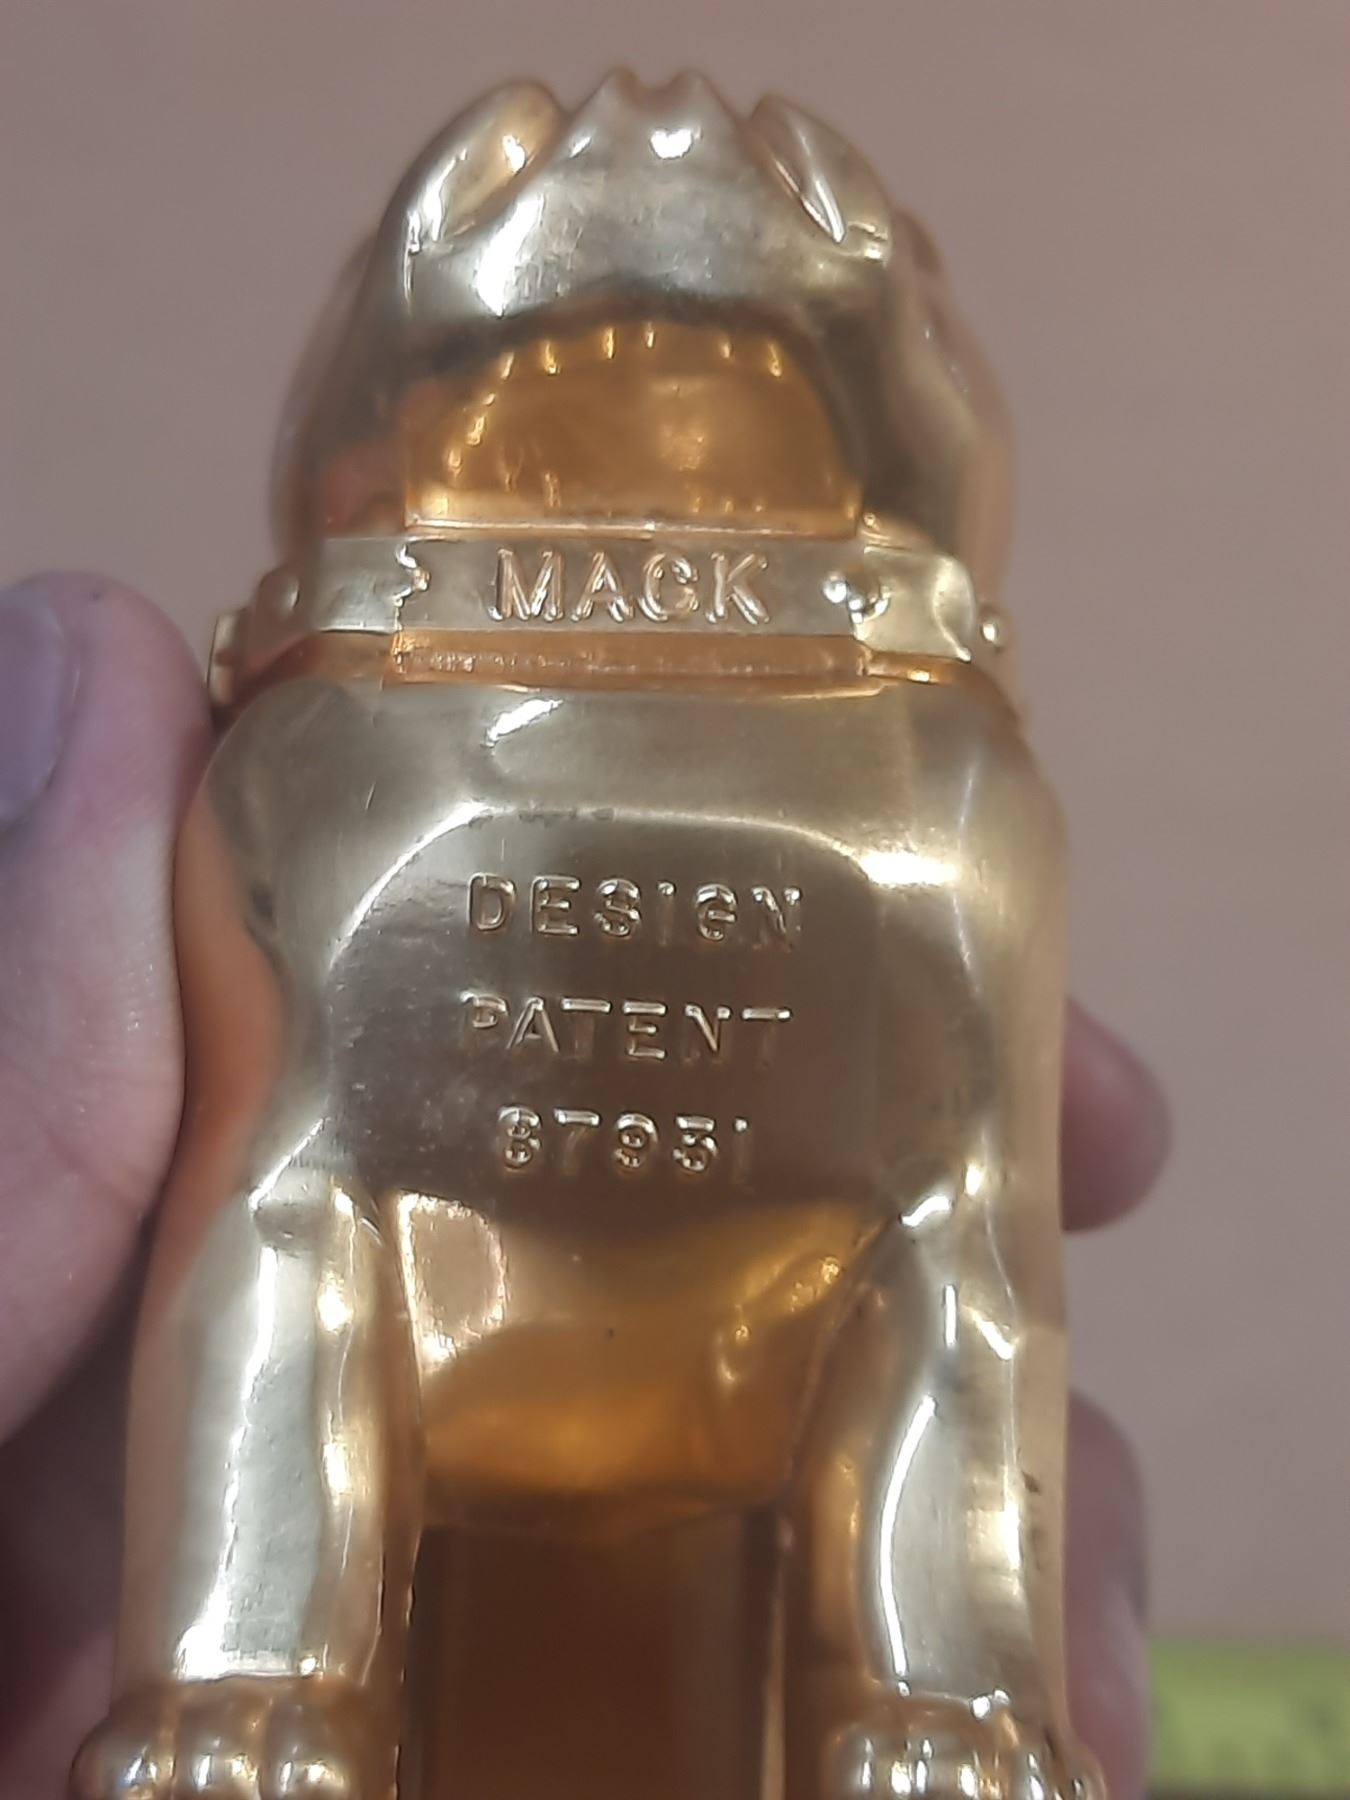 MACK
DESIGN
PATENT
87931